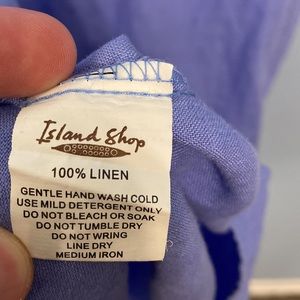 Island Shop
100% LINEN
GENTLE HAND WASH COLD
USE MILD DETERGENT ONLY
DO NOT BLEACH OR SOAK
DO NOT TUMBLE DRY
DO NOT WRING
LINE DRY
MEDIUM IRON